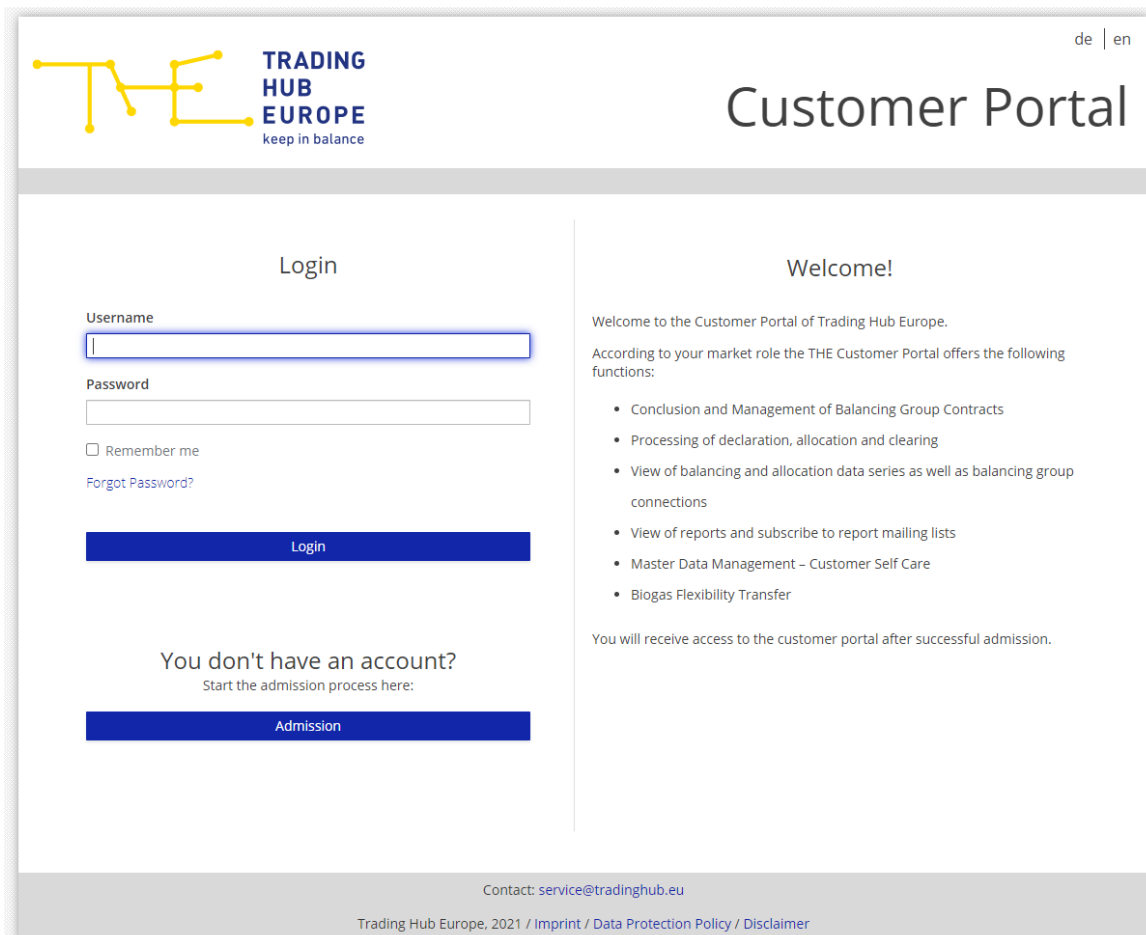 de | en
THE
TRADING
HUB
EUROPE
keep in balance
Customer Portal
Login
Username
Password
Remember me
Forgot Password?
Login
You don't have an account?
Start the admission process here:
Admission
Welcome!
Welcome to the Customer Portal of Trading Hub Europe.
According to your market role the THE Customer Portal offers the following
functions:
• Conclusion and Management of Balancing Group Contracts
• Processing of declaration, allocation and clearing
• View of balancing and allocation data series as well as balancing group
connections
• View of reports and subscribe to report mailing lists
• Master Data Management – Customer Self Care
• Biogas Flexibility Transfer
You will receive access to the customer portal after successful admission.
Contact: service@tradinghub.eu
Trading Hub Europe, 2021 / Imprint / Data Protection Policy / Disclaimer